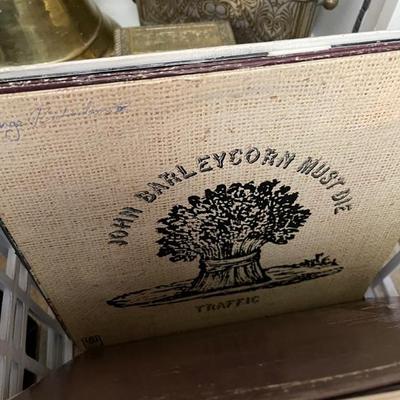 JOHN BARLEYCORN MUST DIE
TRAFFIC